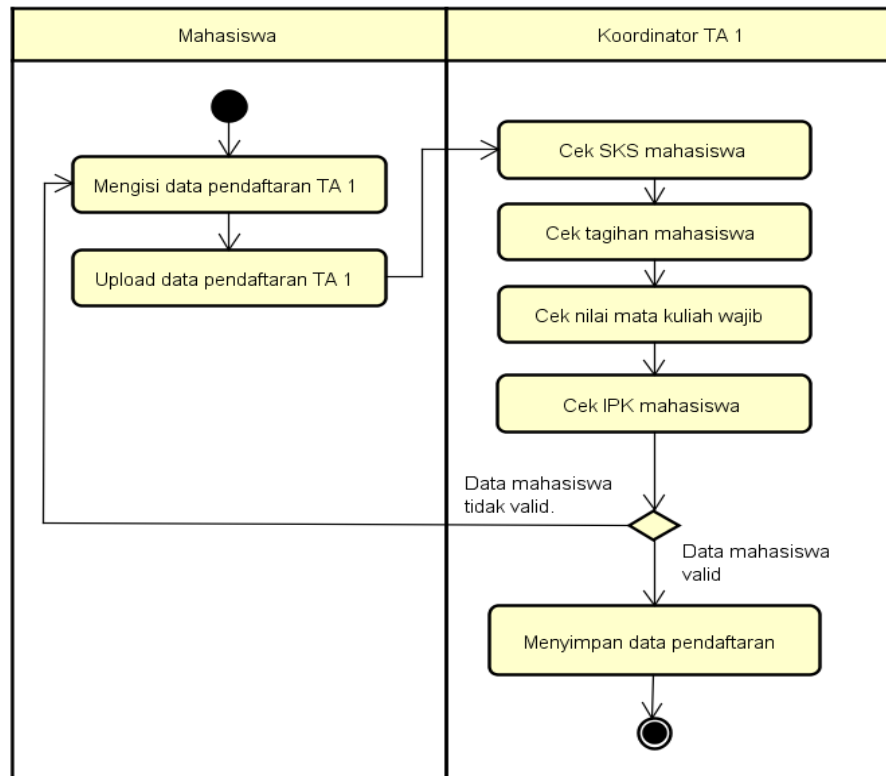 Mahasiswa
Koordinator TA 1
Mengisi data pendaftaran TA 1
Upload data pendaftaran TA 1
Cek SKS mahasiswa
Cek tagihan mahasiswa
Cek nilai mata kuliah wajib
Cek IPK mahasiswa
Data mahasiswa
tidak valid.
Data mahasiswa
valid
Menyimpan data pendaftaran